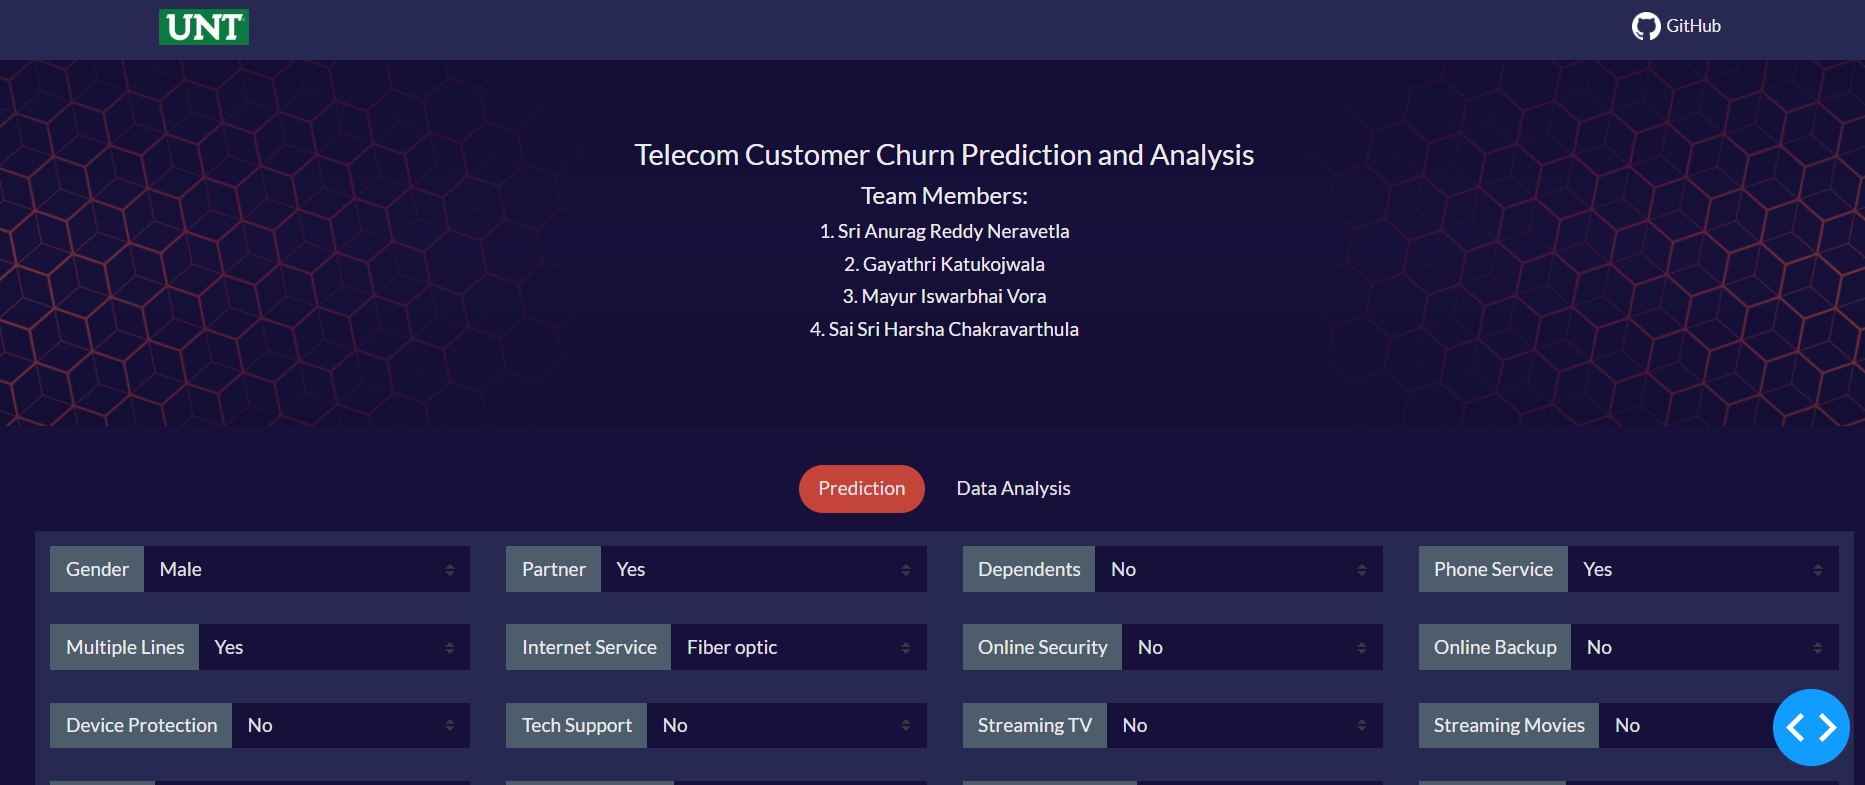 UNT
GitHub
Telecom Customer Churn Prediction and Analysis
Team Members:
1. Sri Anurag Reddy Neravetla
2. Gayathri Katukojwala
3. Mayur Iswarbhai Vora
4. Sai Sri Harsha Chakravarthula
Prediction Data Analysis
Gender Male Partner Yes Dependents No Phone Service Yes
Multiple Lines Yes Internet Service Fiber optic Online Security No Online Backup No
Device Protection No Tech Support No Streaming TV No Streaming Movies No